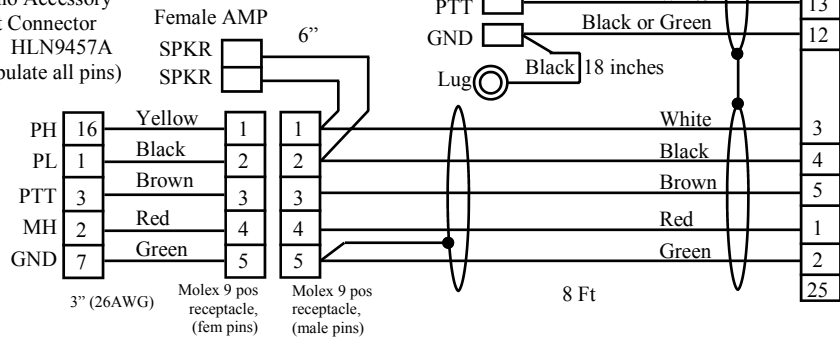 Accessory
Connector
HLN9457A
all pins)
Female AMP
SPKR
SPKR
6”
PTT
GND
Black or Green
Lug
Black
18 inches
13
12
PH 16 Yellow 1 1 White 3
PL 1 Black 2 2 Black 4
PTT 3 Brown 3 3 Brown 5
MH 2 Red 4 4 Red 1
GND 7 Green 5 5 Green 2
25
3” (26AWG)
Molex 9 pos
receptacle,
(fem pins)
Molex 9 pos
receptacle,
(male pins)
8 Ft